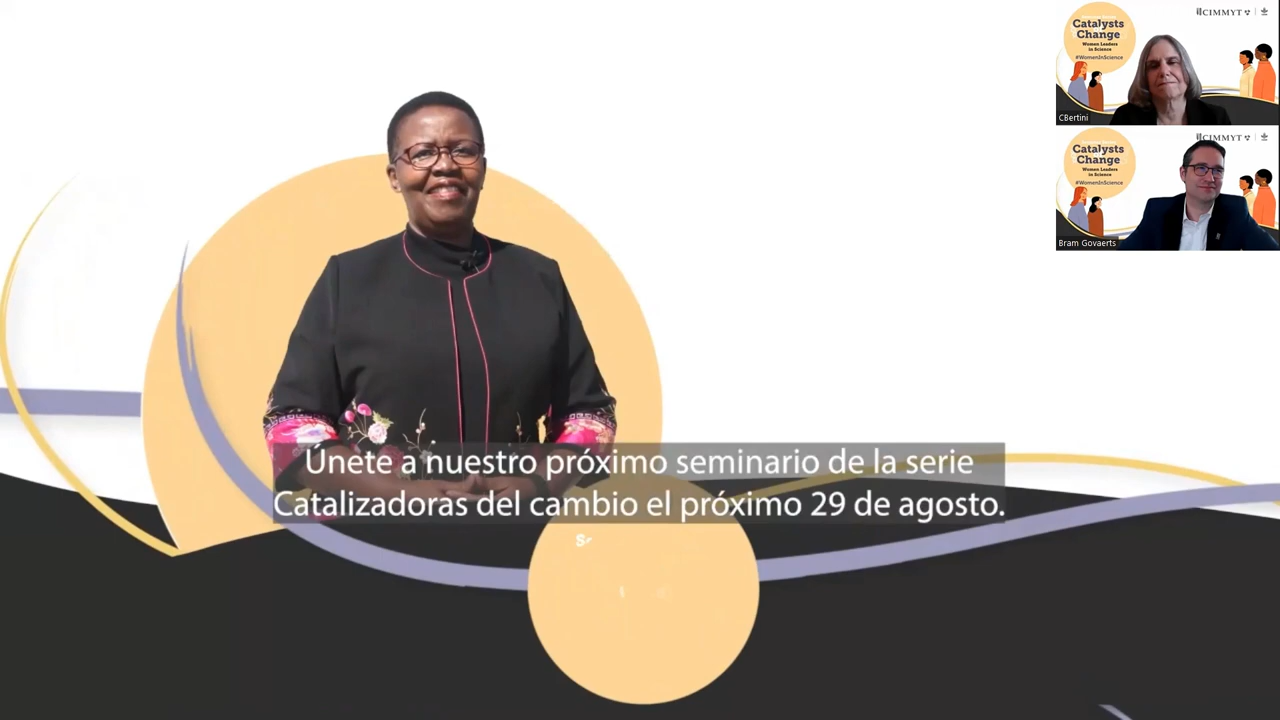 Únete a nuestro próximo seminario de la serie
Catalizadoras del cambio el próximo 29 de agosto.
Catalysts
Change
Women Leaders
in Science
#WomenInScience
CIMMYT
CBertini
Catalysts
Change
Women Leaders
in Science
#WomenInScience
CIMMYT
Bram Govaerts